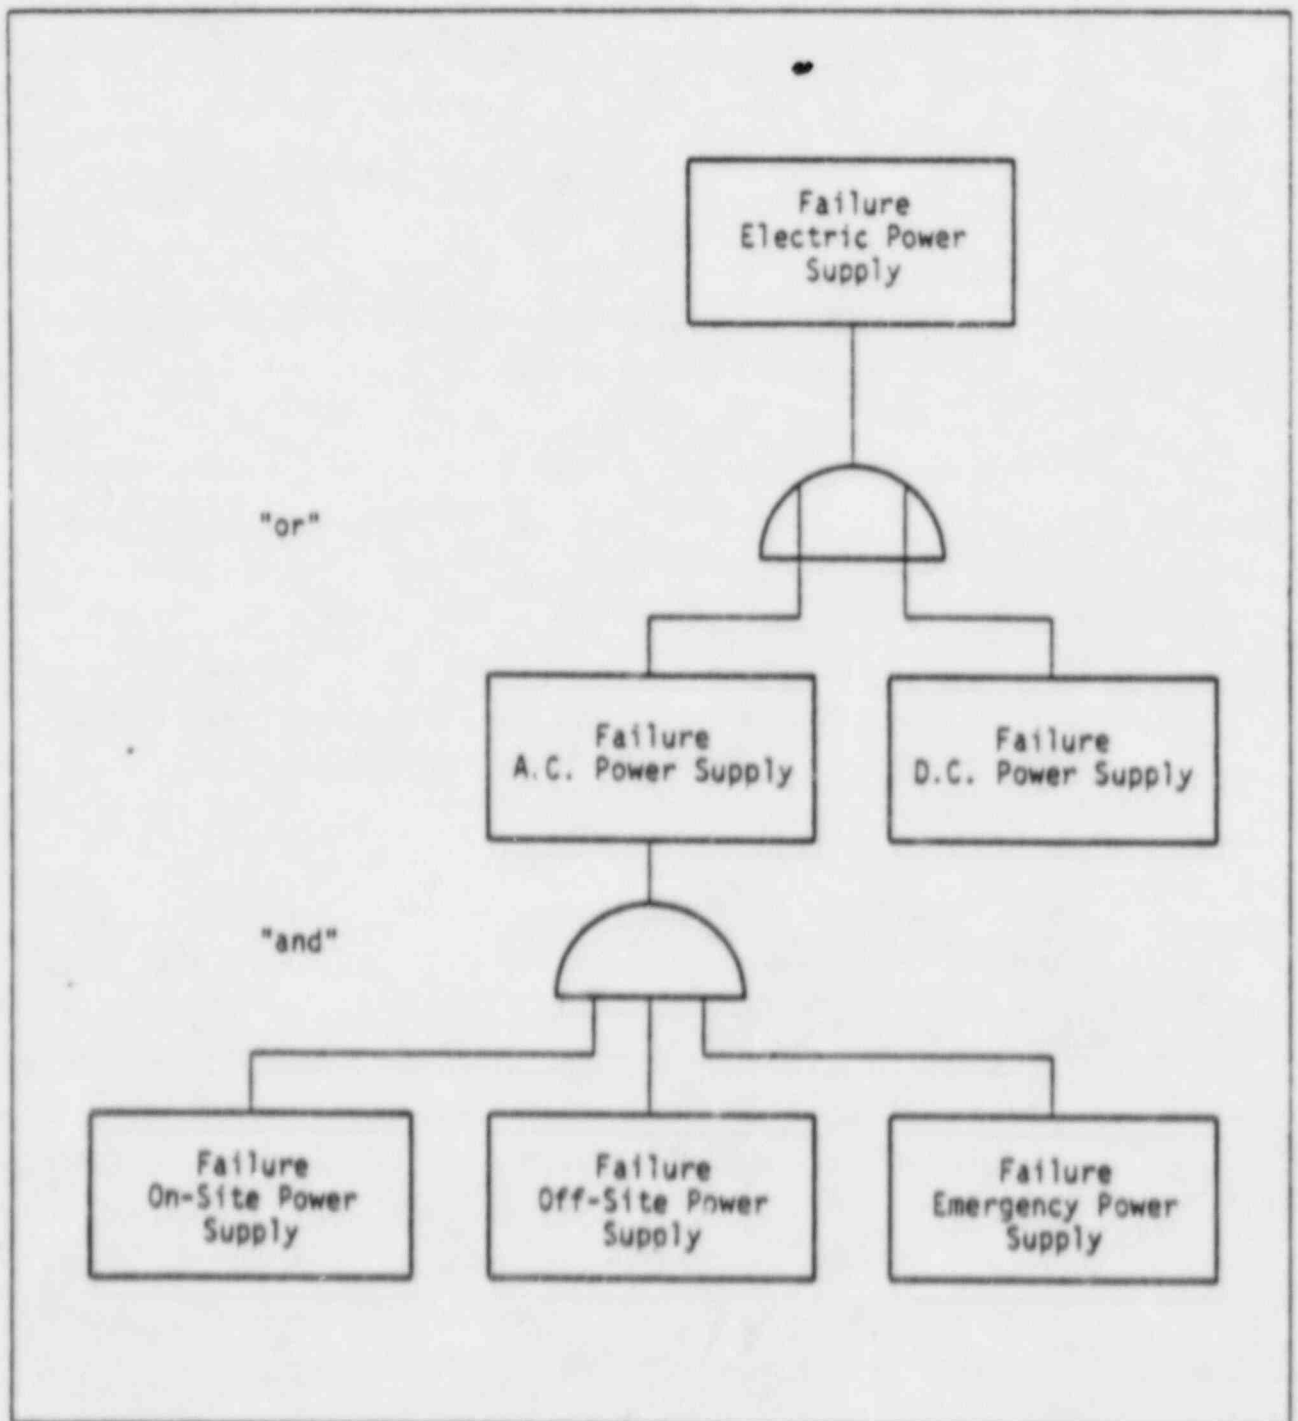 Failure
Electric Power
Supply
"or"
Failure
A.C. Power Supply
Failure
D.C. Power Supply
"and"
Failure
On-Site Power
Supply
Failure
Off-Site Power
Supply
Failure
Emergency Power
Supply